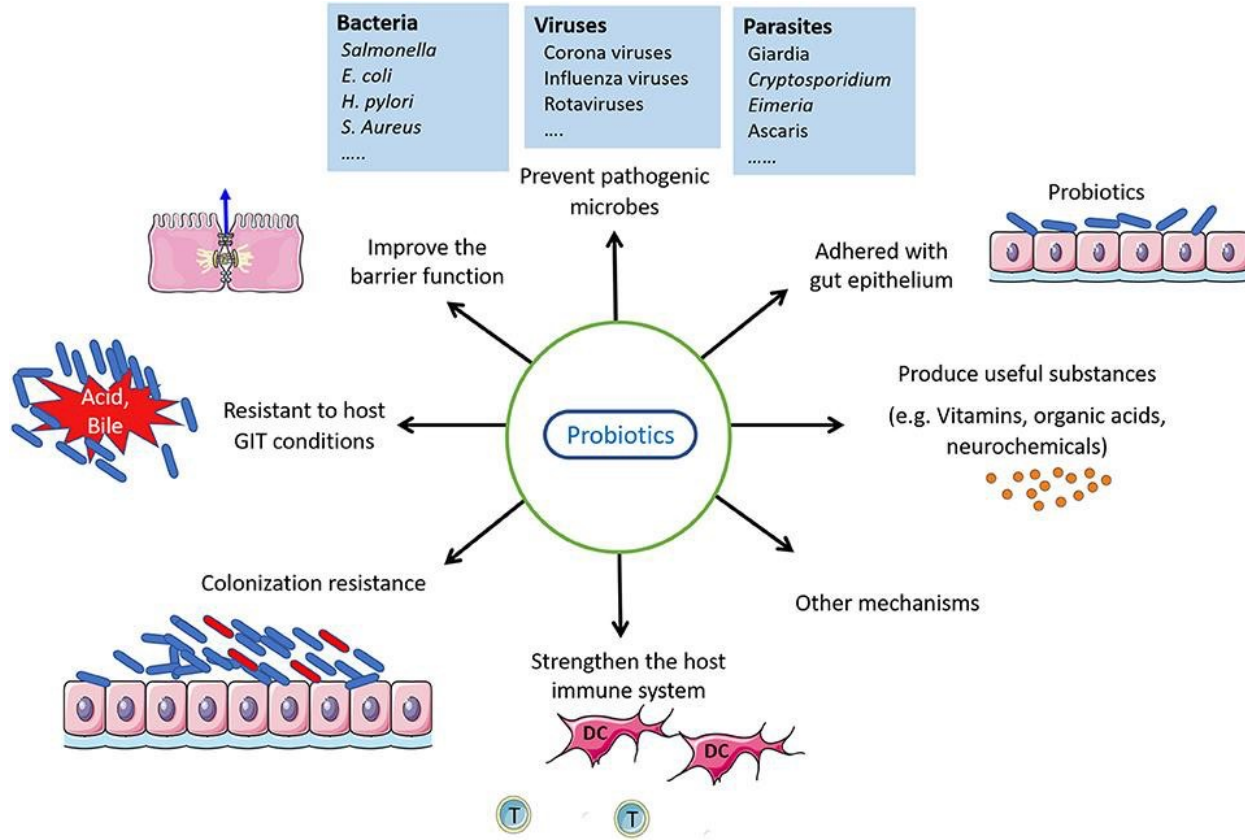 Bacteria
Salmonella
E. coli
H. pylori
S. Aureus
.....
Viruses
Corona viruses
Influenza viruses
Rotaviruses
....
Parasites
Giardia
Cryptosporidium
Eimeria
Ascaris
......
Prevent pathogenic
microbes
Probiotics
Improve the
barrier function
Adhered with
gut epithelium
Acid,
Bile
Resistant to host
GIT conditions
Probiotics
Produce useful substances
(e.g. Vitamins, organic acids,
neurochemicals)
Colonization resistance
Other mechanisms
Strengthen the host
immune system
DC
DC
T
T